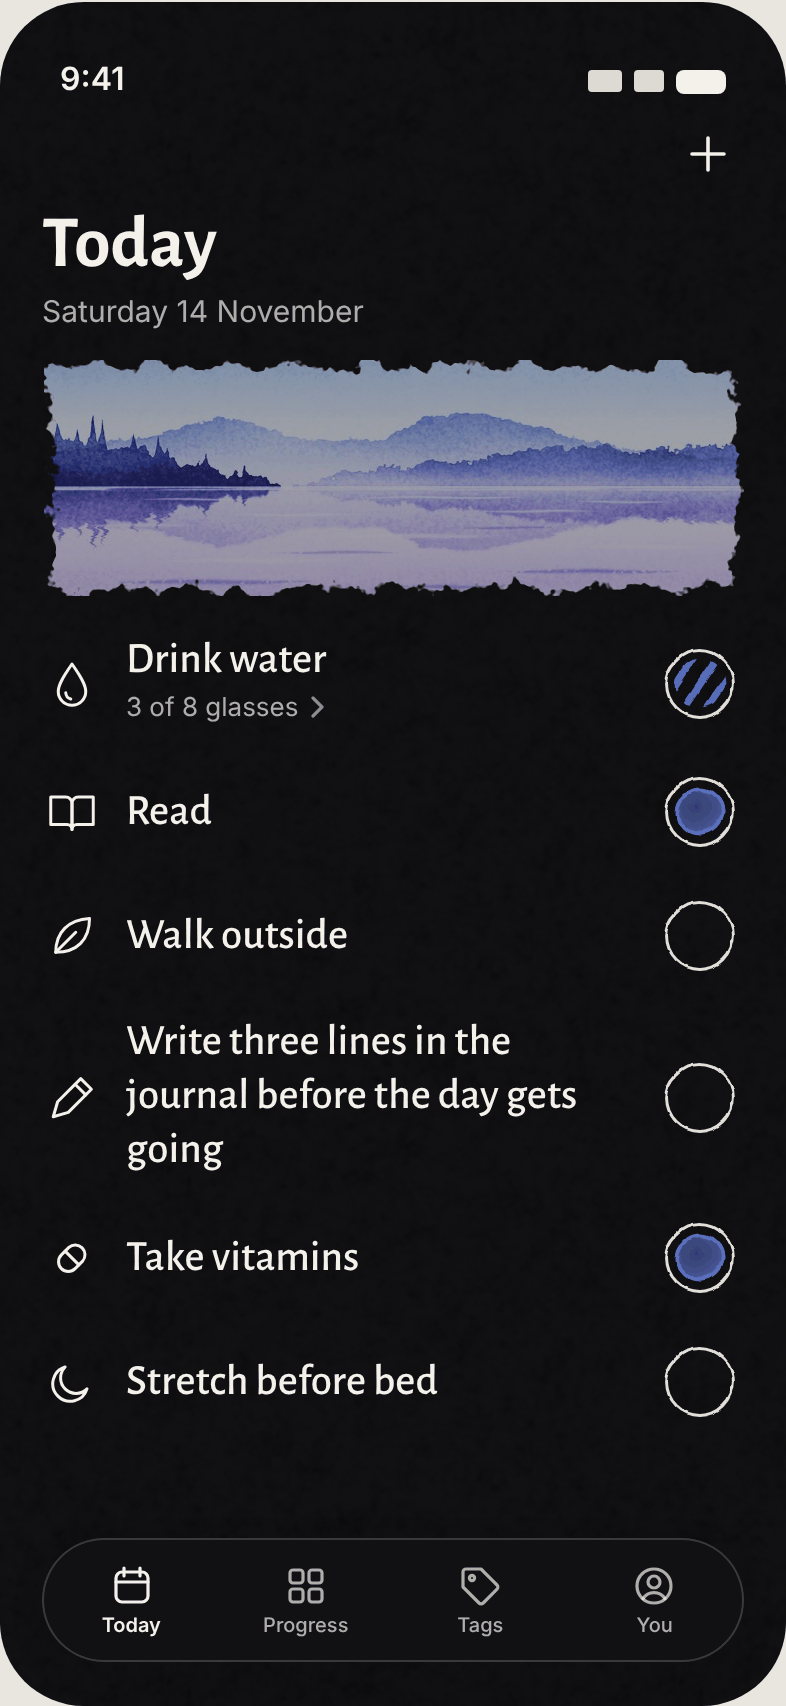 9:41
Today
Saturday 14 November
Drink water
3 of 8 glasses
Read
Walk outside
Write three lines in the
journal before the day gets
going
Take vitamins
Stretch before bed
Today
Progress
Tags
You